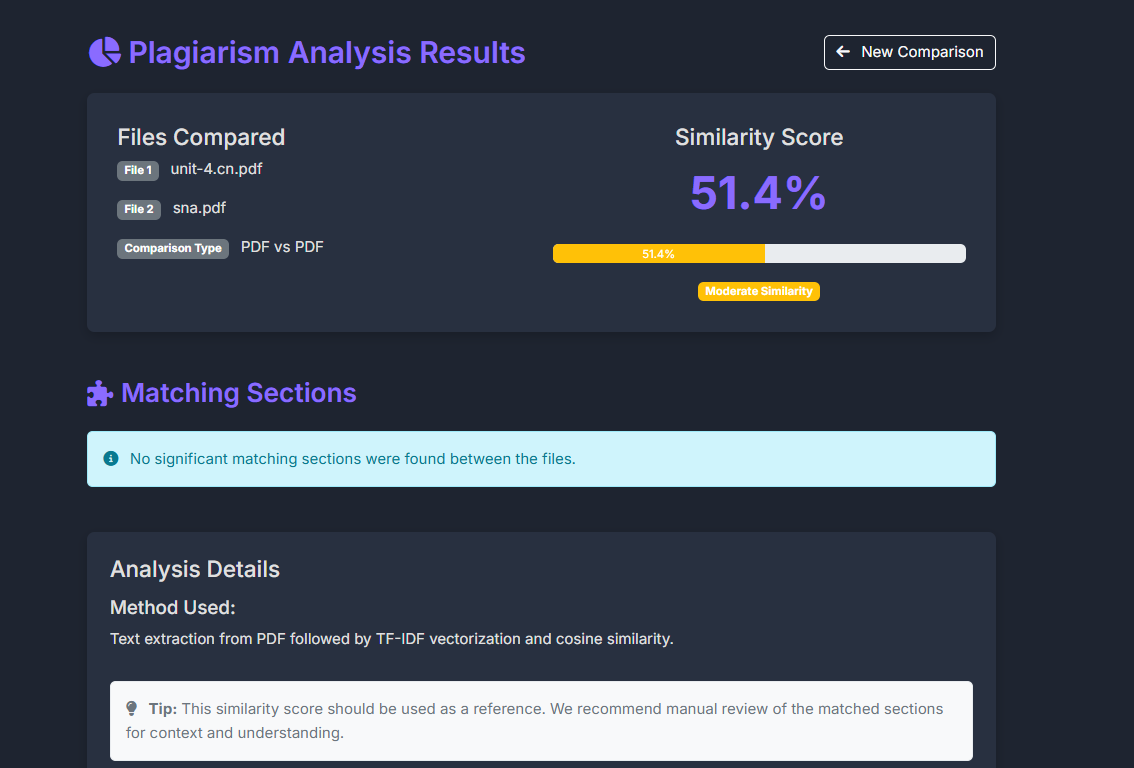 Plagiarism Analysis Results
New Comparison
Files Compared
File 1 unit-4.cn.pdf
File 2 sna.pdf
Comparison Type PDF vs PDF
Similarity Score
51.4%
51.4%
Moderate Similarity
Matching Sections
No significant matching sections were found between the files.
Analysis Details
Method Used:
Text extraction from PDF followed by TF-IDF vectorization and cosine similarity.
Tip: This similarity score should be used as a reference. We recommend manual review of the matched sections
for context and understanding.